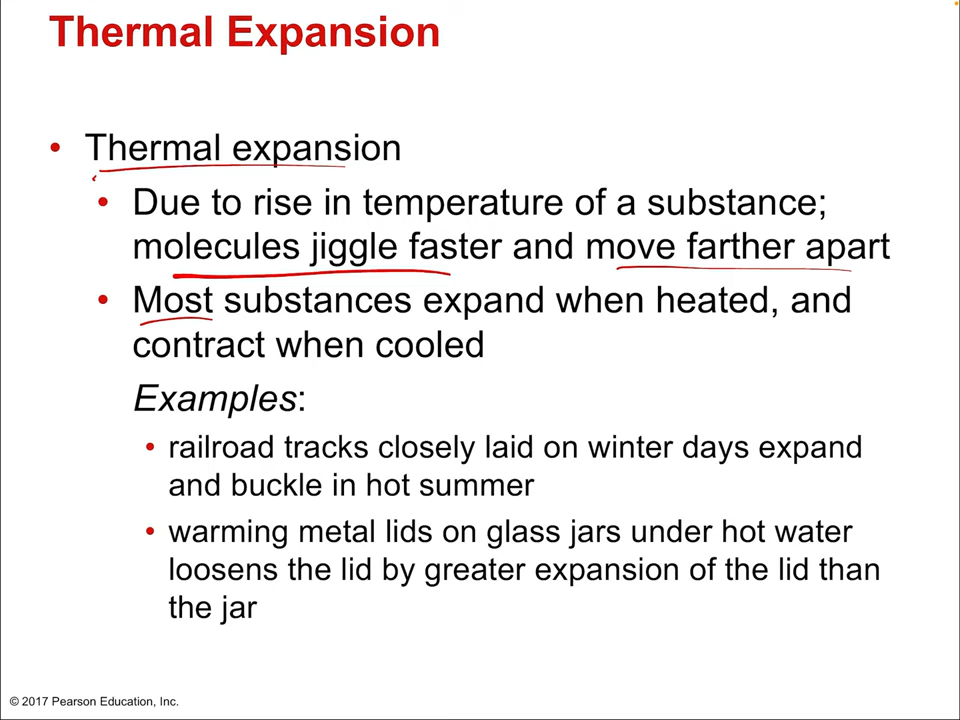 Thermal Expansion
• Thermal expansion
• Due to rise in temperature of a substance;
molecules jiggle faster and move farther apart
• Most substances expand when heated, and
contract when cooled
Examples:
• railroad tracks closely laid on winter days expand
and buckle in hot summer
• warming metal lids on glass jars under hot water
loosens the lid by greater expansion of the lid than
the jar
© 2017 Pearson Education, Inc.